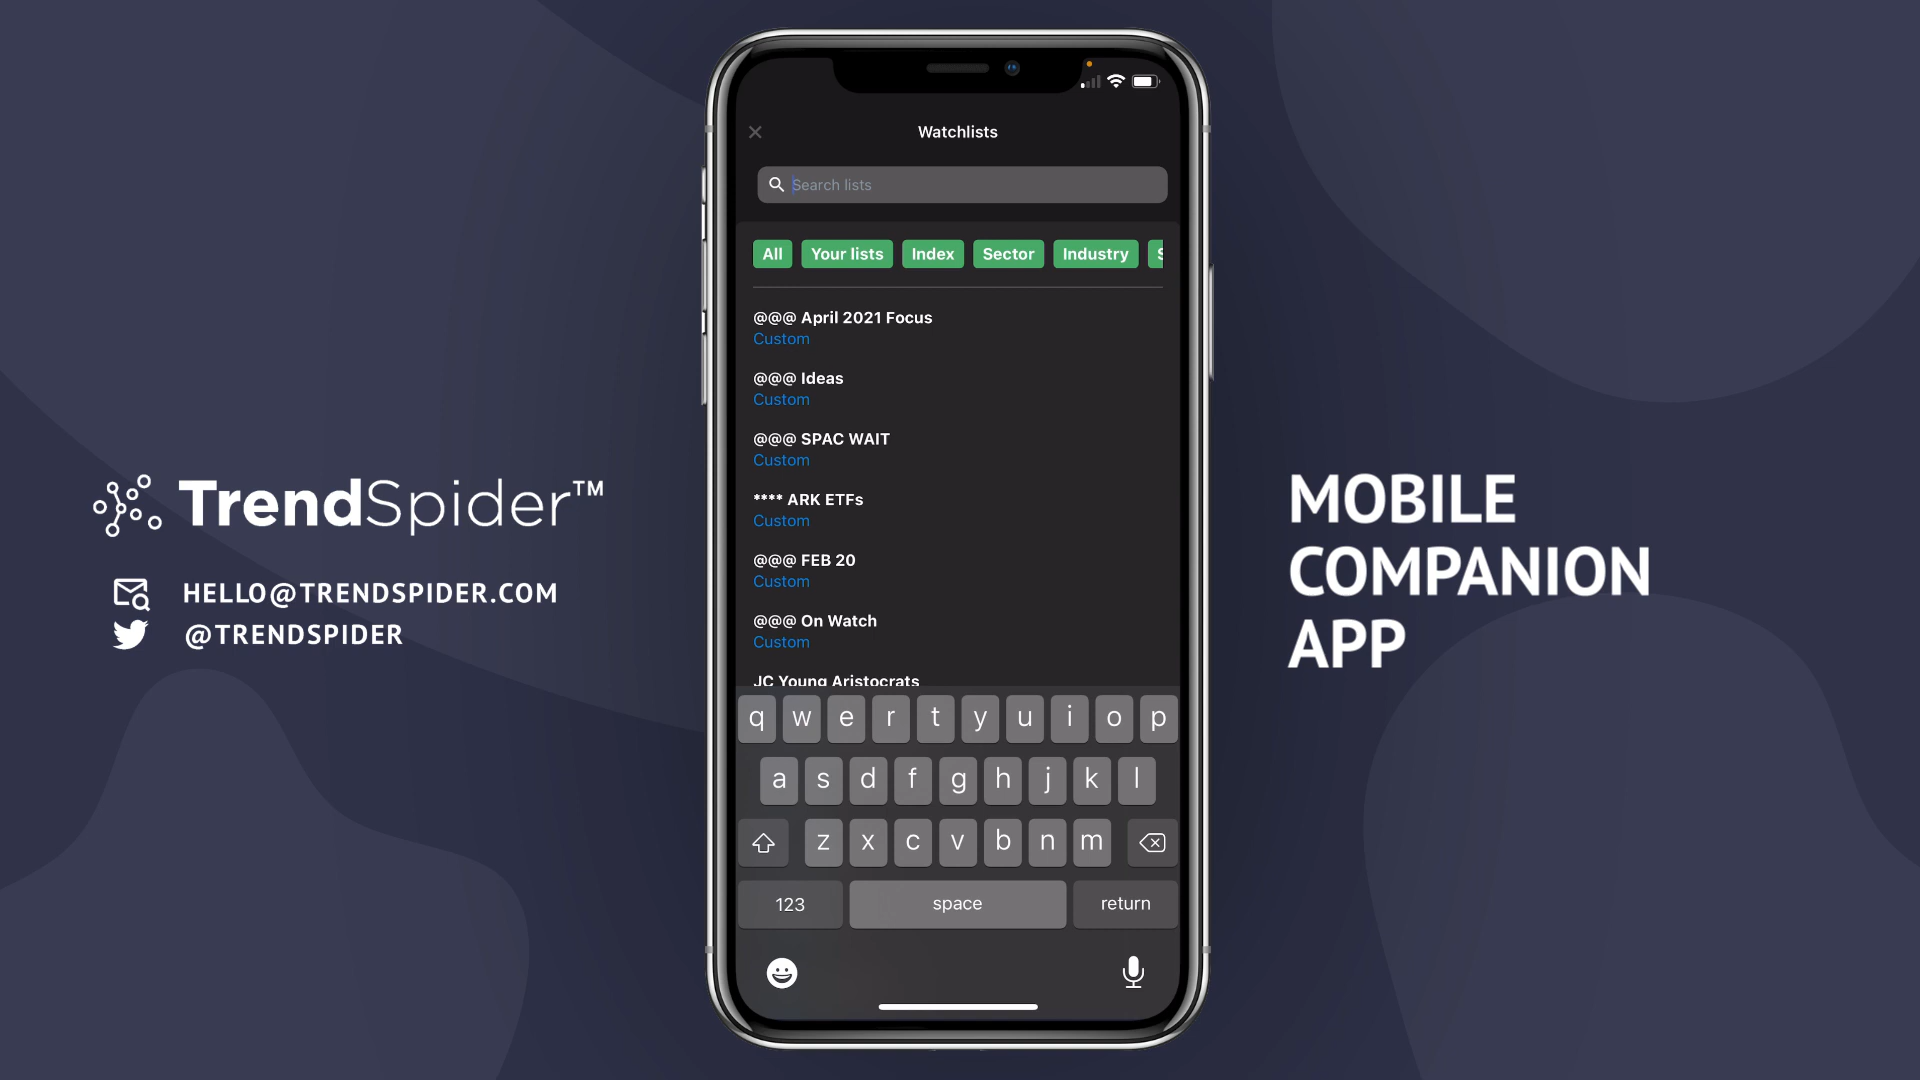 TrendSpider™
HELLO@TRENDSPIDER.COM
@TRENDSPIDER
Watchlists
Search lists
All
Your lists
Index
Sector
Industry
@@@ April 2021 Focus
Custom
@@@ Ideas
Custom
@@@ SPAC WAIT
Custom
**** ARK ETFs
Custom
@@@ FEB 20
Custom
@@@ On Watch
Custom
JC Young Aristocrats
q w e r t y u i o p
a s d f g h j k l
z x c v b n m
123 space return
MOBILE
COMPANION
APP